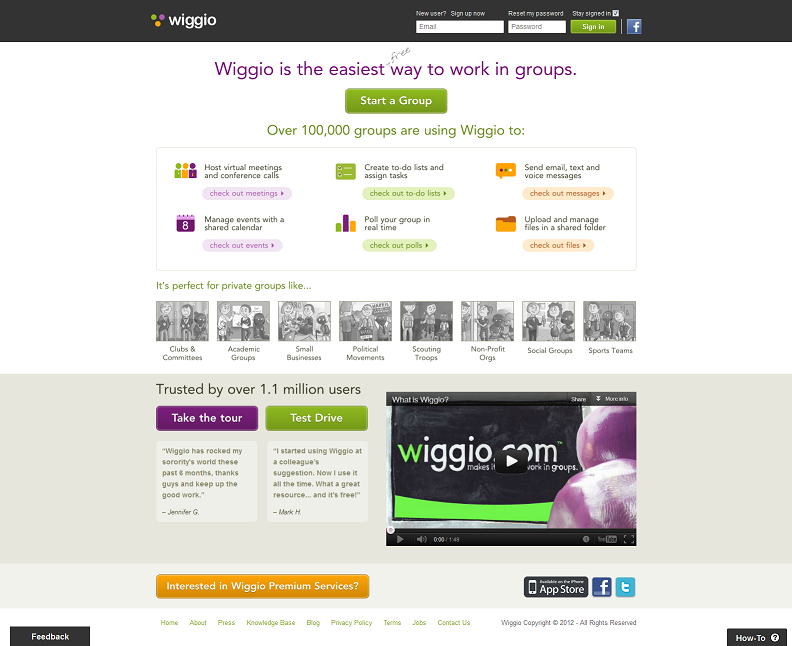 wiggio
New user? Sign up now
Reset my password
Stay signed in
Email
Password
Sign in
free
Wiggio is the easiest way to work in groups.
Start a Group
Over 100,000 groups are using Wiggio to:
Host virtual meetings
and conference calls
check out meetings
Create to-do lists and
assign tasks
check out to-do lists
Send email, text and
voice messages
check out messages
8
Manage events with a
shared calendar
check out events
Poll your group in
real time
check out polls
Upload and manage
files in a shared folder
check out files
It's perfect for private groups like...
Clubs &
Committees
Academic
Groups
Small
Businesses
Political
Movements
Scouting
Troops
Non-Profit
Orgs
Social Groups
Sports Teams
Trusted by over 1.1 million users
Take the tour
Test Drive
"Wiggio has rocked my
sorority's world these
past 6 months, thanks
guys and keep up the
good work."
– Jennifer G.
"I started using Wiggio at
a colleague's
suggestion. Now I use it
all the time. What a great
resource... and it's free!"
– Mark H.
What is Wiggio?
Share
More info
wiggio.com™
makes it work in groups.
0:00 / 1:49
YouTube
Interested in Wiggio Premium Services?
Available on the iPhone
App Store
Home About Press Knowledge Base Blog Privacy Policy Terms Jobs Contact Us
Wiggio Copyright © 2012 - All Rights Reserved
Feedback
How-To ?